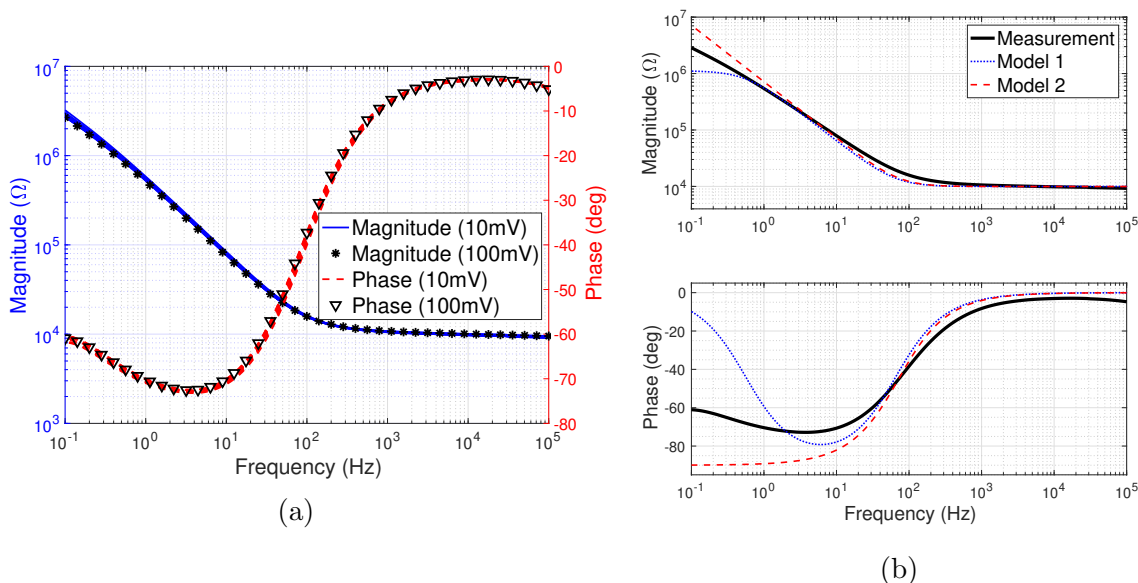 10^7
10^6
10^5
10^4
10^3
Magnitude (Ω)
0
-10
-20
-30
-40
-50
-60
-70
-80
Phase (deg)
Magnitude (10mV)
Magnitude (100mV)
Phase (10mV)
Phase (100mV)
10^-1 10^0 10^1 10^2 10^3 10^4 10^5
Frequency (Hz)
(a)
10^7
10^6
10^5
10^4
Magnitude (Ω)
Measurement
Model 1
Model 2
10^-1 10^0 10^1 10^2 10^3 10^4 10^5
0
-20
-40
-60
-80
Phase (deg)
10^-1 10^0 10^1 10^2 10^3 10^4 10^5
Frequency (Hz)
(b)